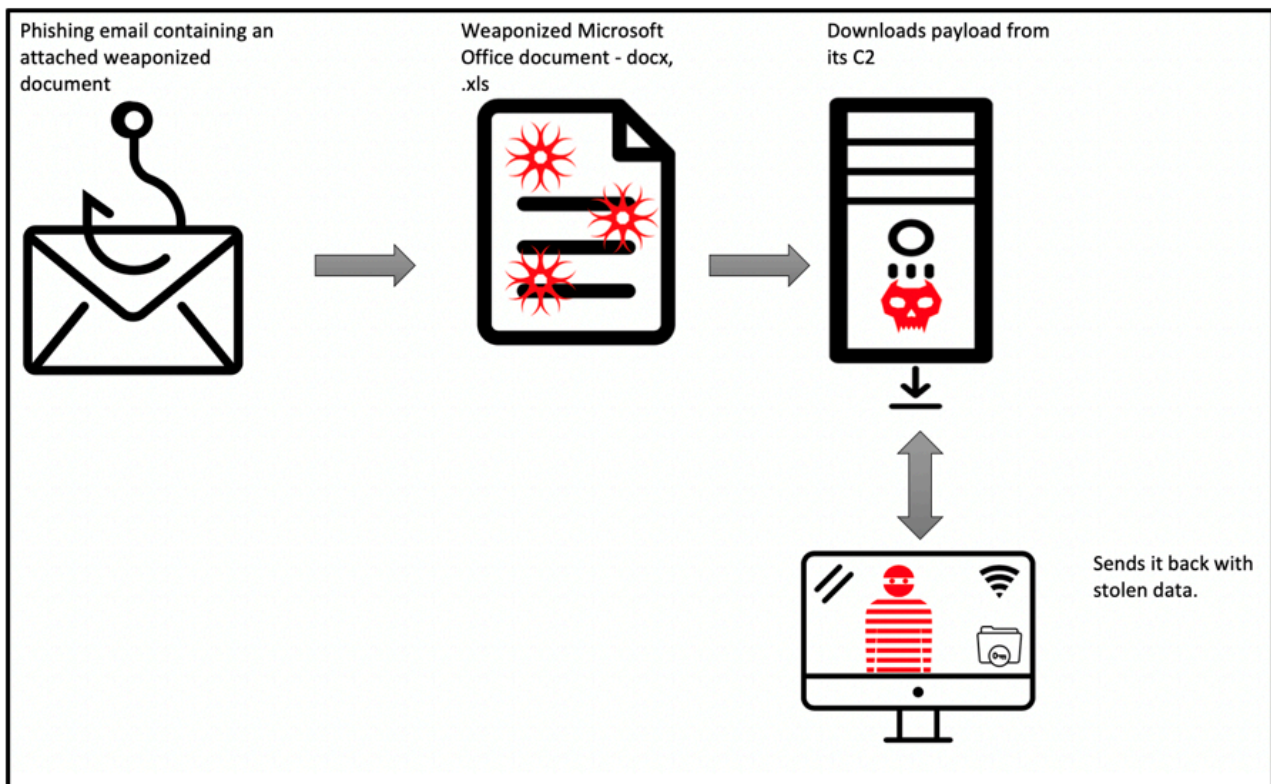 Phishing email containing an
attached weaponized
document
Weaponized Microsoft
Office document - docx,
.xls
Downloads payload from
its C2
Sends it back with
stolen data.